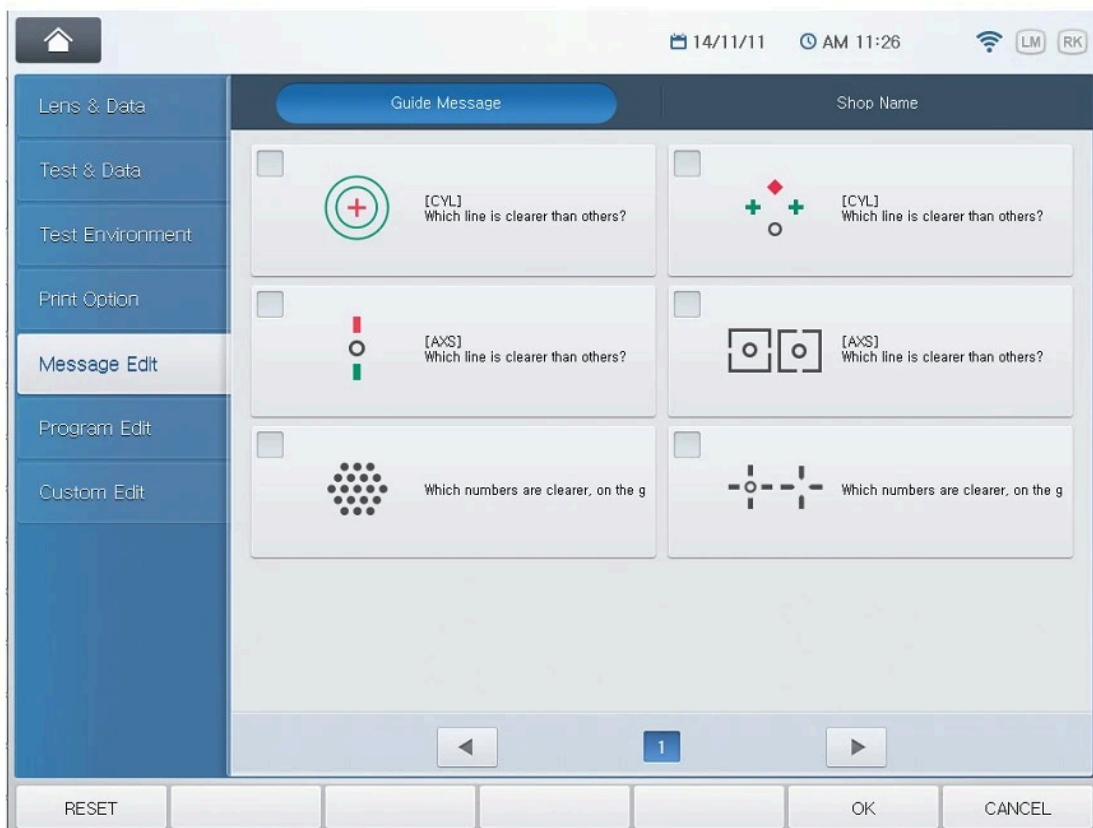 14/11/11 AM 11:26 LM RK
Lens & Data
Test & Data
Test Environment
Print Option
Message Edit
Program Edit
Custom Edit
Guide Message Shop Name
[CYL]
Which line is clearer than others?
[CYL]
Which line is clearer than others?
[AXS]
Which line is clearer than others?
[AXS]
Which line is clearer than others?
Which numbers are clearer, on the g
Which numbers are clearer, on the g
1
RESET OK CANCEL